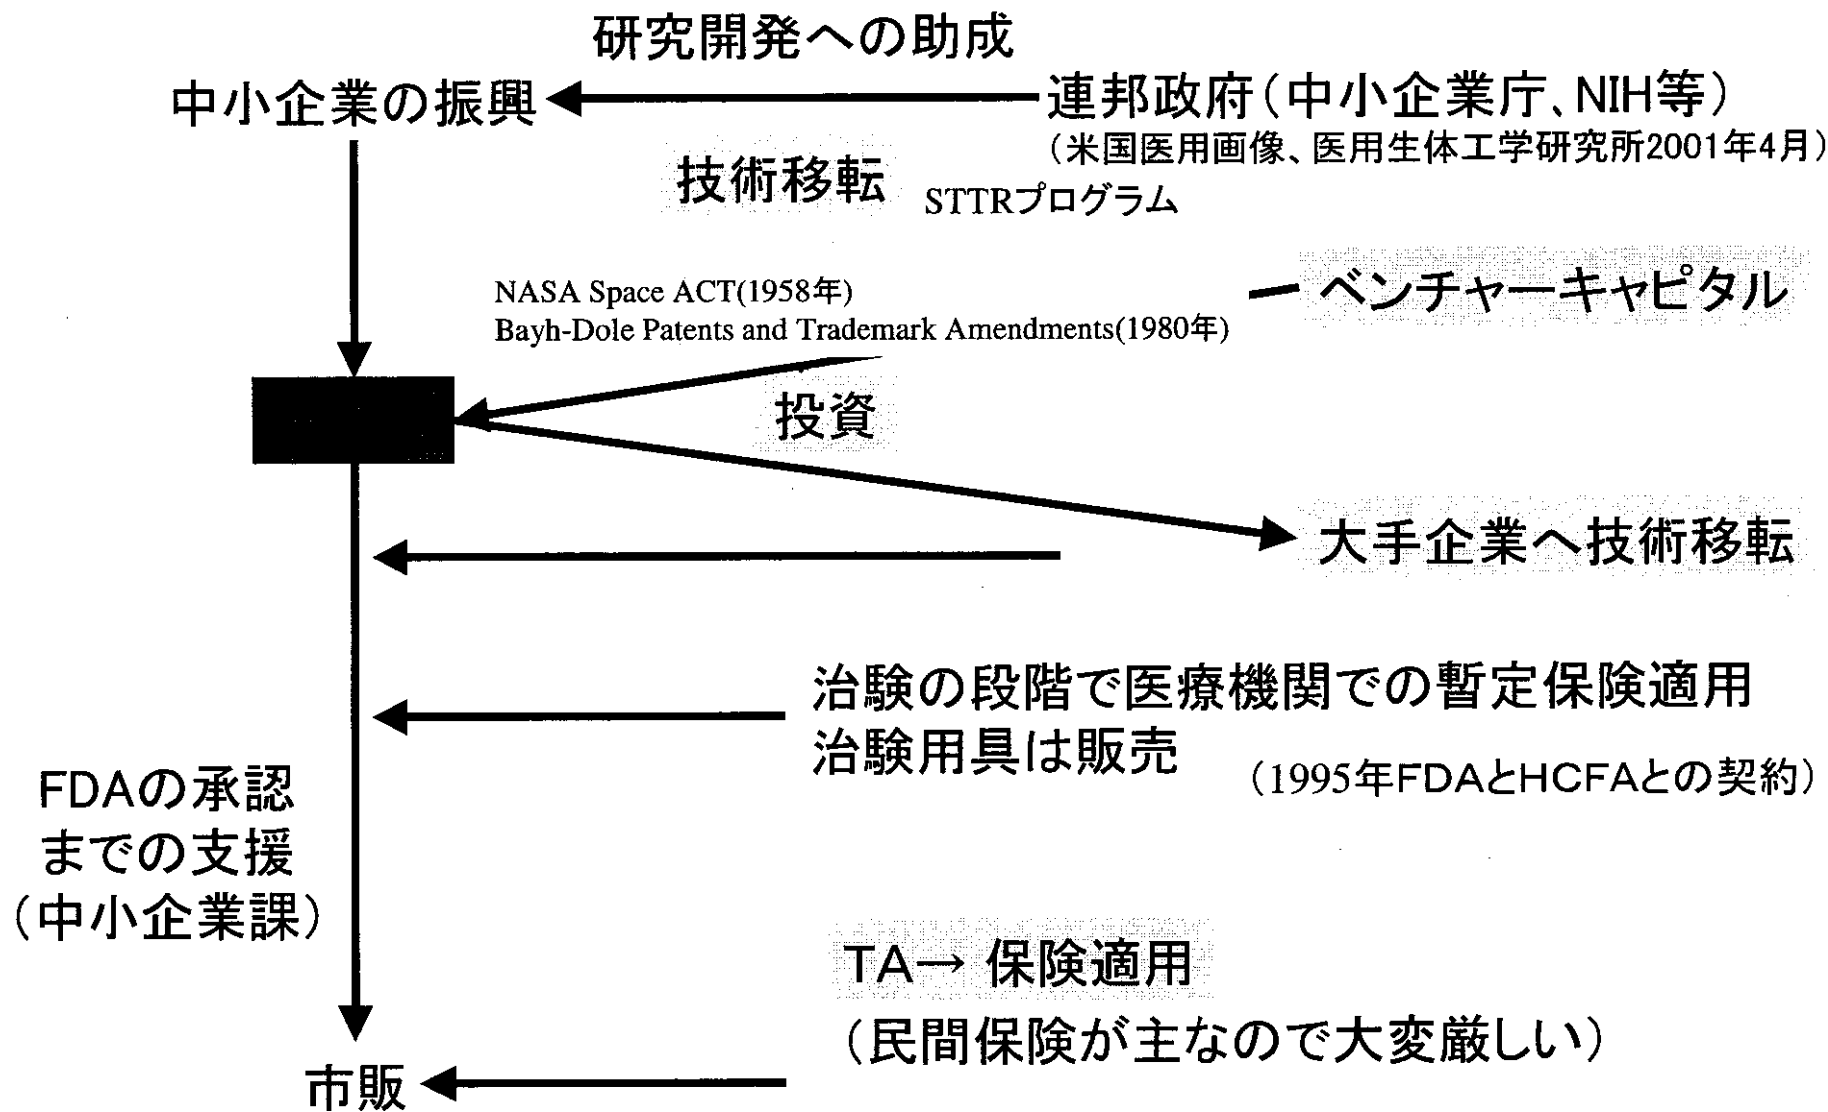 研究開発への助成
中小企業の振興
連邦政府（中小企業庁、NIH等）
（米国医用画像、医用生体工学研究所2001年4月）
技術移転
STTRプログラム
NASA Space ACT(1958年)
Bayh-Dole Patents and Trademark Amendments(1980年)
ベンチャーキャピタル
投資
大手企業へ技術移転
治験の段階で医療機関での暫定保険適用
治験用具は販売
（1995年FDAとHCFAとの契約）
FDAの承認
までの支援
（中小企業課）
TA→ 保険適用
（民間保険が主なので大変厳しい）
市販